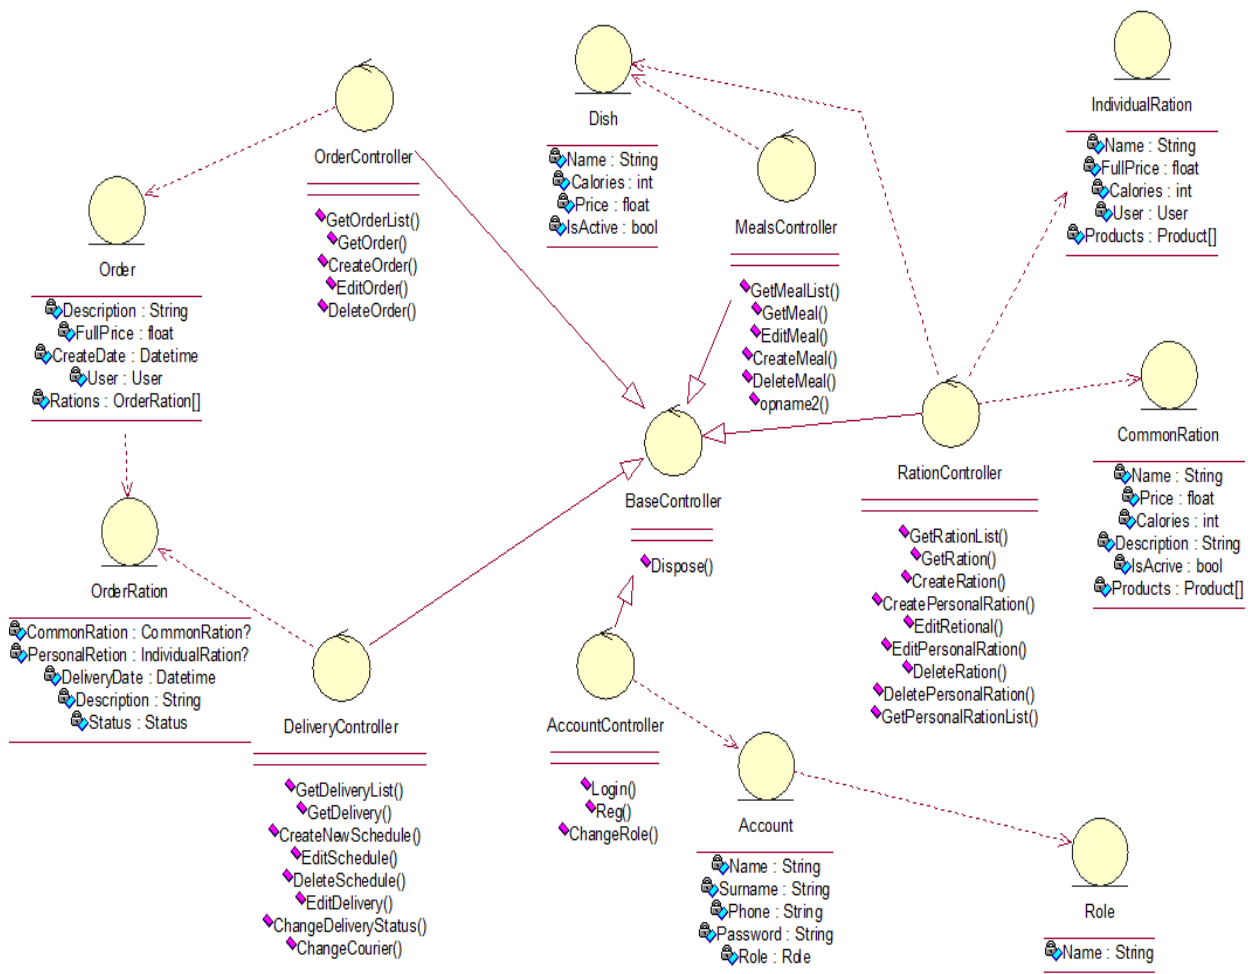 Dish
Name : String
Calories : int
Price : float
IsActive : bool
IndividualRation
Name : String
FullPrice : float
Calories : int
User : User
Products : Product[]
OrderController
GetOrderList()
GetOrder()
CreateOrder()
EditOrder()
DeleteOrder()
MealsController
GetMealList()
GetMeal()
EditMeal()
CreateMeal()
DeleteMeal()
opname2()
Order
Description : String
FullPrice : float
CreateDate : Datetime
User : User
Rations : OrderRation[]
CommonRation
Name : String
Price : float
Calories : int
Description : String
IsAcrive : bool
Products : Product[]
RationController
GetRationList()
GetRation()
CreateRation()
CreatePersonalRation()
EditRetional()
EditPersonalRation()
DeleteRation()
DeletePersonalRation()
GetPersonalRationList()
BaseController
Dispose()
OrderRation
CommonRation : CommonRation?
PersonalRetion : IndividualRation?
DeliveryDate : Datetime
Description : String
Status : Status
DeliveryController
GetDeliveryList()
GetDelivery()
CreateNewSchedule()
EditSchedule()
DeleteSchedule()
EditDelivery()
ChangeDeliveryStatus()
ChangeCourier()
AccountController
Login()
Reg()
ChangeRole()
Account
Name : String
Surname : String
Phone : String
Password : String
Role : Role
Role
Name : String